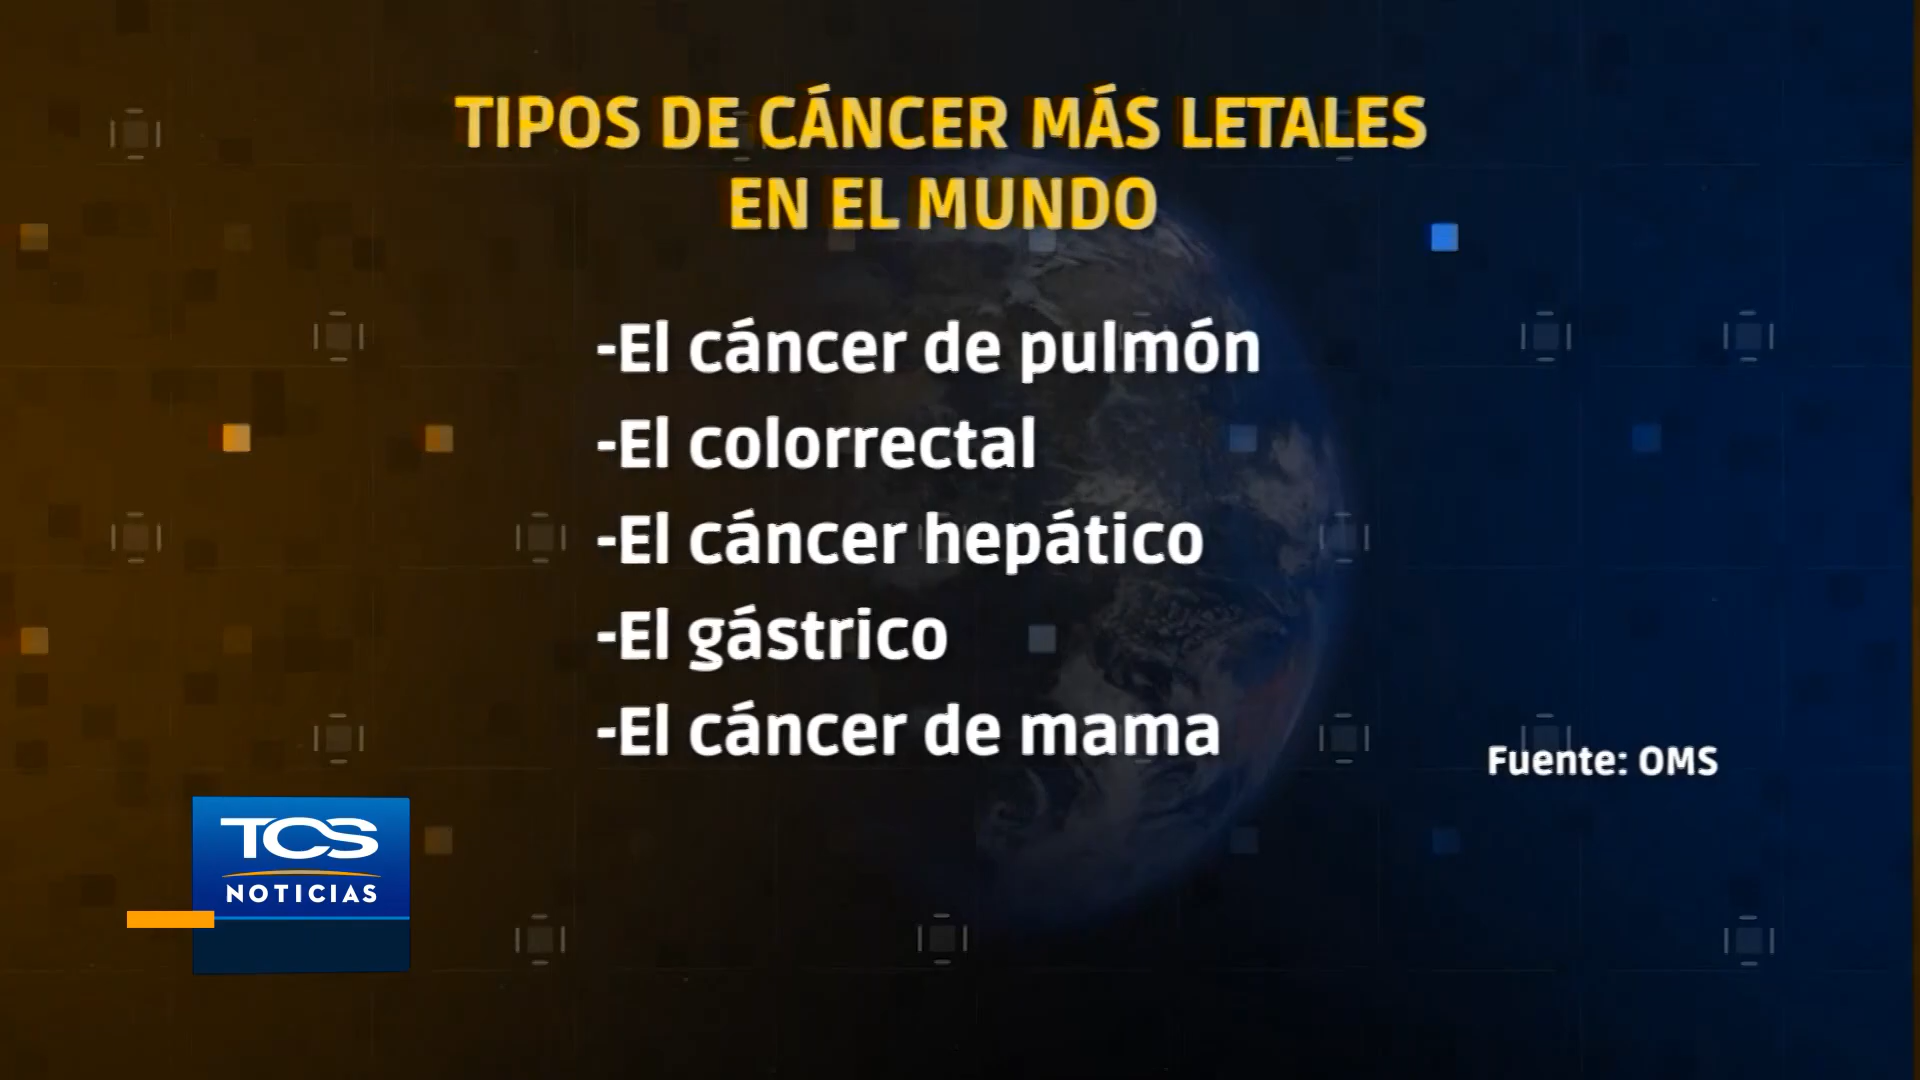 TIPOS DE CÁNCER MÁS LETALES
EN EL MUNDO
-El cáncer de pulmón
-El colorrectal
-El cáncer hepático
-El gástrico
-El cáncer de mama
Fuente: OMS
TCS
NOTICIAS